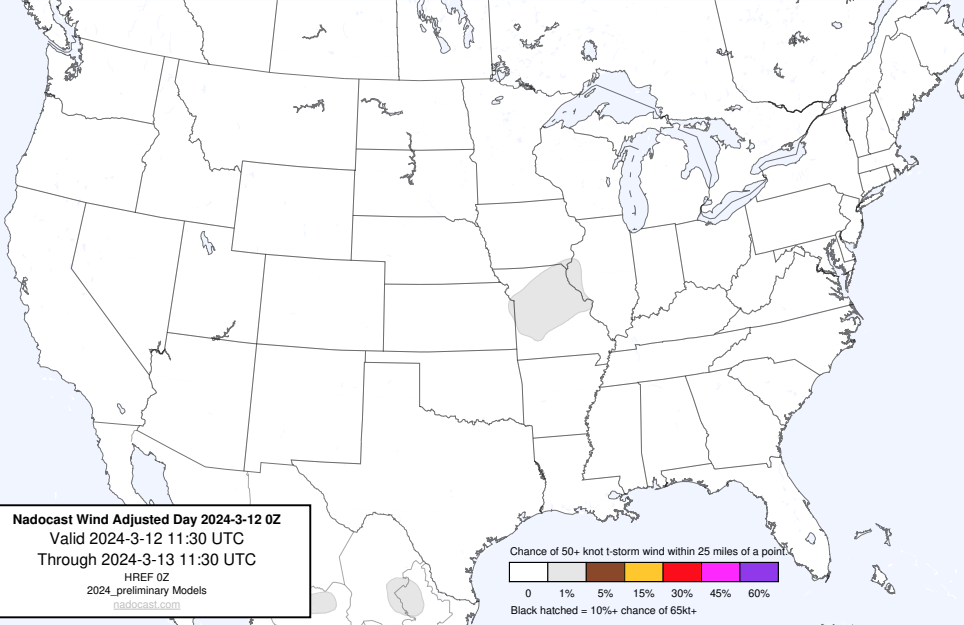 Nadocast Wind Adjusted Day 2024-3-12 0Z
Valid 2024-3-12 11:30 UTC
Through 2024-3-13 11:30 UTC
HREF 0Z
2024_preliminary Models
nadocast.com
Chance of 50+ knot t-storm wind within 25 miles of a point.
0 1% 5% 15% 30% 45% 60%
Black hatched = 10%+ chance of 65kt+